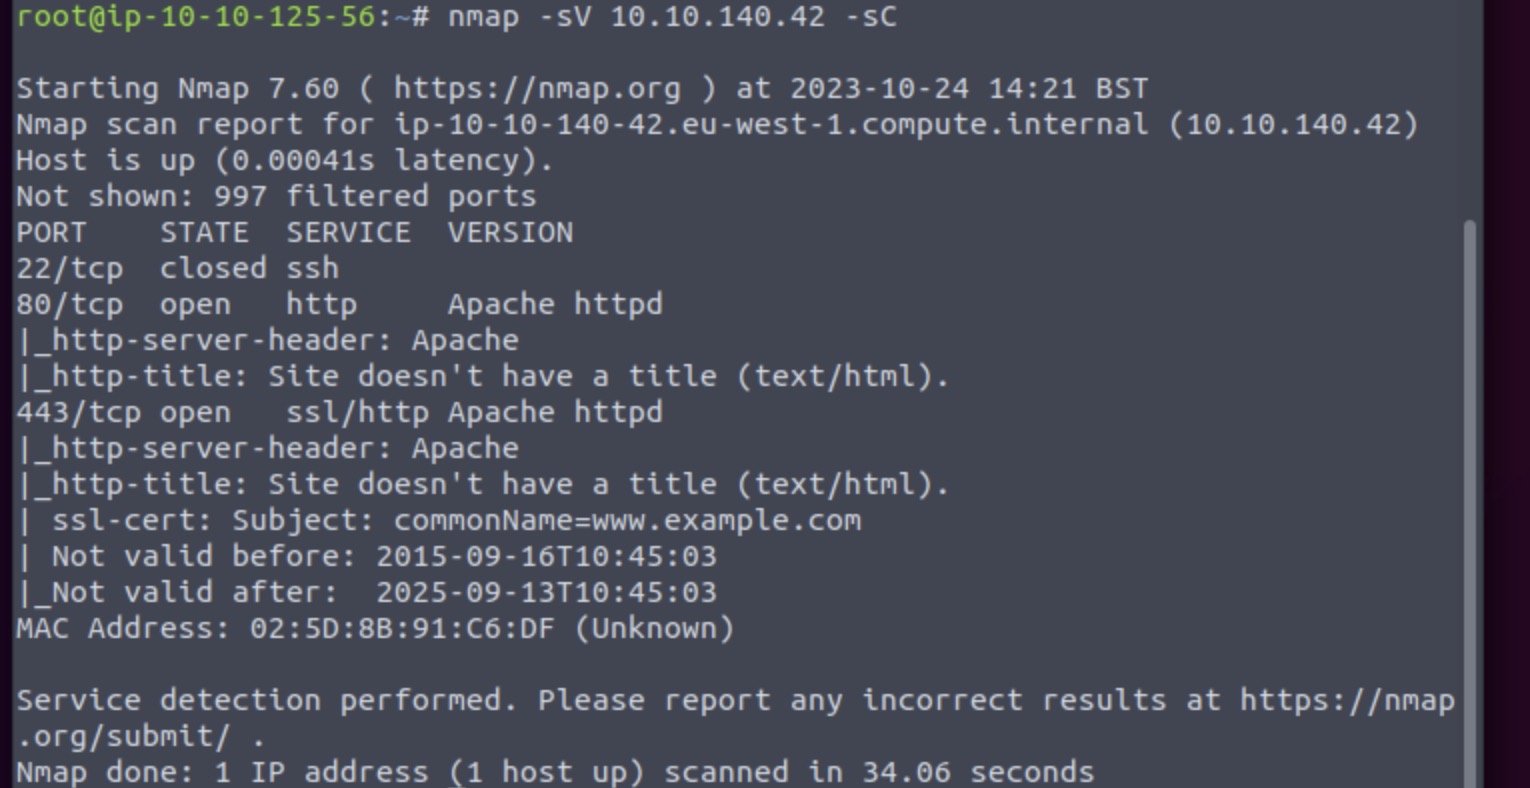 root@ip-10-10-125-56:~# nmap -sV 10.10.140.42 -sC
Starting Nmap 7.60 ( https://nmap.org ) at 2023-10-24 14:21 BST
Nmap scan report for ip-10-10-140-42.eu-west-1.compute.internal (10.10.140.42)
Host is up (0.00041s latency).
Not shown: 997 filtered ports
PORT    STATE  SERVICE  VERSION
22/tcp  closed ssh
80/tcp  open   http     Apache httpd
|_http-server-header: Apache
|_http-title: Site doesn't have a title (text/html).
443/tcp open   ssl/http Apache httpd
|_http-server-header: Apache
|_http-title: Site doesn't have a title (text/html).
| ssl-cert: Subject: commonName=www.example.com
| Not valid before: 2015-09-16T10:45:03
|_Not valid after:  2025-09-13T10:45:03
MAC Address: 02:5D:8B:91:C6:DF (Unknown)
Service detection performed. Please report any incorrect results at https://nmap
.org/submit/ .
Nmap done: 1 IP address (1 host up) scanned in 34.06 seconds